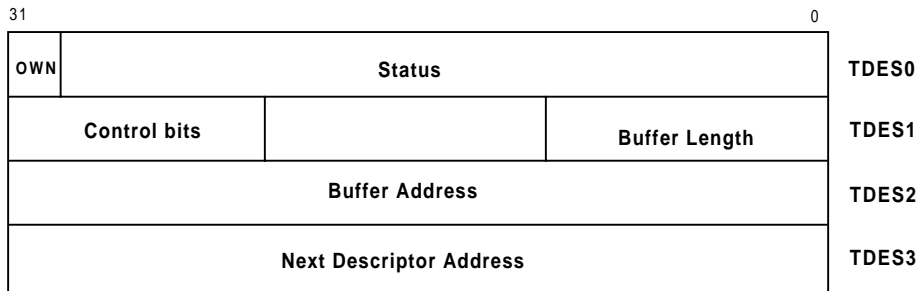 31 0
OWN Status TDES0
Control bits Buffer Length TDES1
Buffer Address TDES2
Next Descriptor Address TDES3